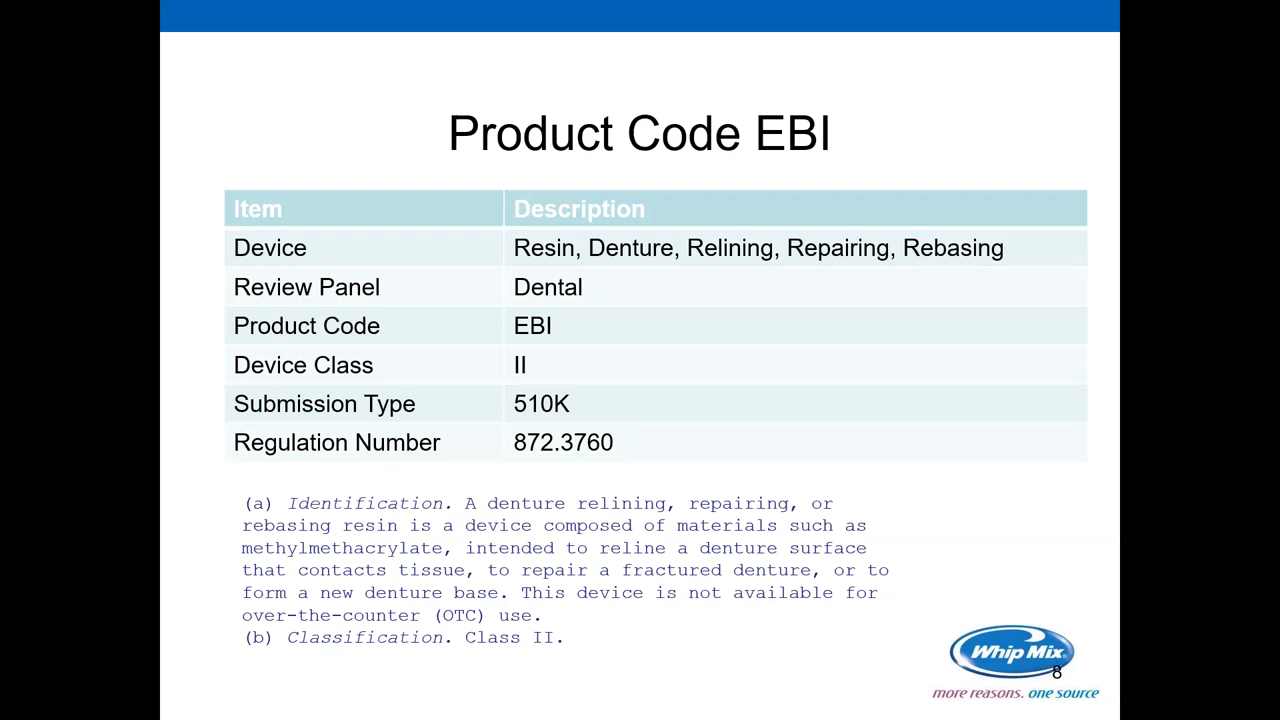 Product Code EBI
Item Description
Device Resin, Denture, Relining, Repairing, Rebasing
Review Panel Dental
Product Code EBI
Device Class II
Submission Type 510K
Regulation Number 872.3760
(a) Identification. A denture relining, repairing, or
rebasing resin is a device composed of materials such as
methylmethacrylate, intended to reline a denture surface
that contacts tissue, to repair a fractured denture, or to
form a new denture base. This device is not available for
over-the-counter (OTC) use.
(b) Classification. Class II.
Whip Mix®
8
more reasons. one source